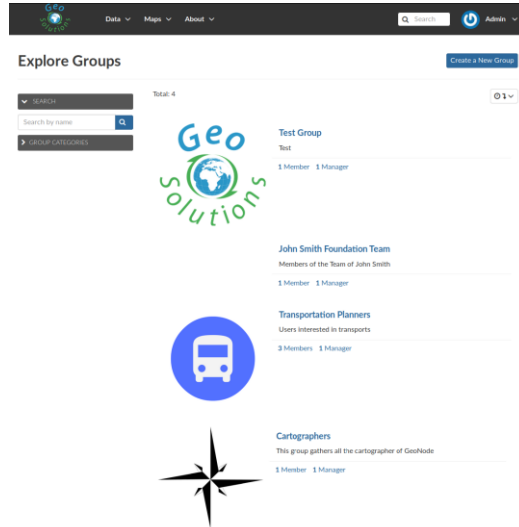 Geo
Solutions
Data
Maps
About
Search
Admin
Explore Groups
Create a New Group
SEARCH
Search by name
GROUP CATEGORIES
Total: 4
Geo
Solutions
Test Group
Test
1 Member 1 Manager
John Smith Foundation Team
Members of the Team of John Smith
1 Member 1 Manager
Transportation Planners
Users interested in transports
3 Members 1 Manager
Cartographers
This group gathers all the cartographer of GeoNode
1 Member 1 Manager